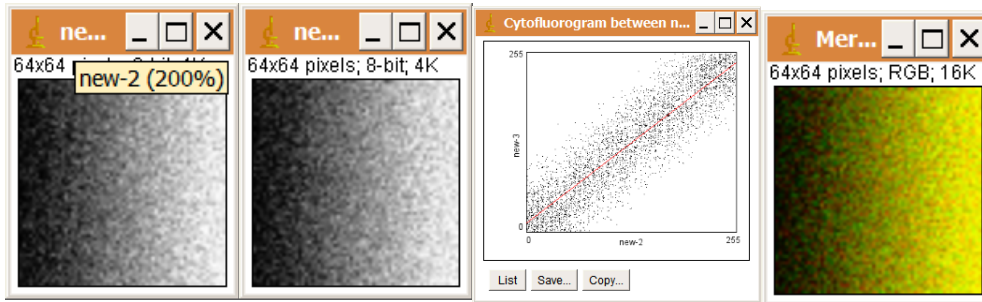 ne...
64x64
new-2 (200%)
ne...
64x64 pixels; 8-bit; 4K
Cytofluorogram between n...
255
new-3
0
0
new-2
255
List
Save...
Copy...
Mer...
64x64 pixels; RGB; 16K